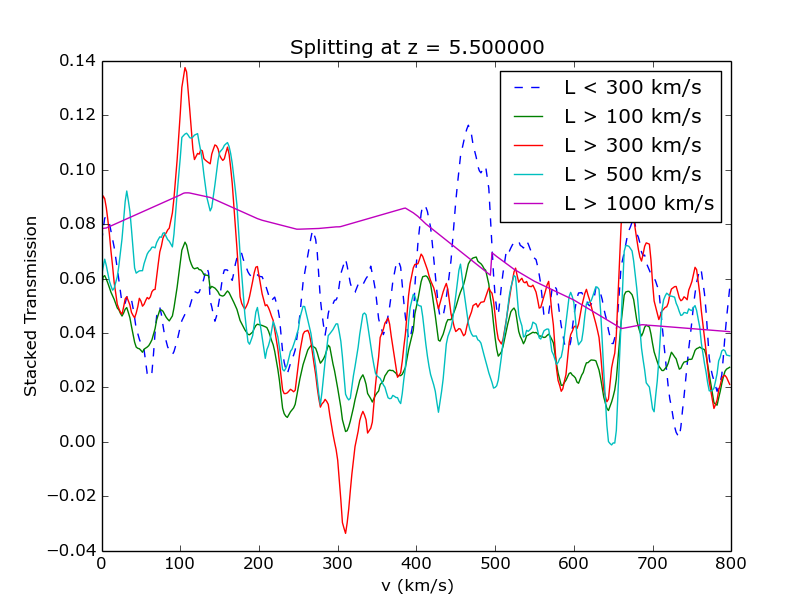 Splitting at z = 5.500000
Stacked Transmission
0.14
0.12
0.10
0.08
0.06
0.04
0.02
0.00
−0.02
−0.04
L < 300 km/s
L > 100 km/s
L > 300 km/s
L > 500 km/s
L > 1000 km/s
0 100 200 300 400 500 600 700 800
v (km/s)